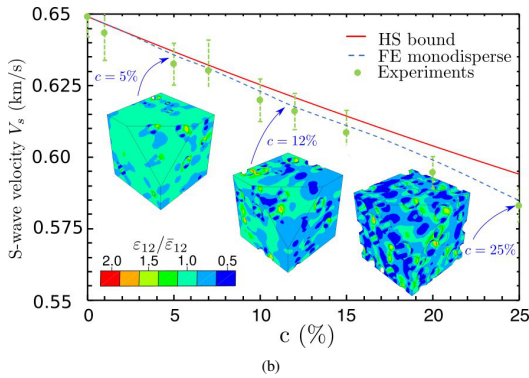 0.65
HS bound
FE monodisperse
Experiments
0.625
c = 5%
S-wave velocity V_s (km/s)
c = 12%
0.60
0.575
ε12/ε̄12
2.0 1.5 1.0 0.5
c = 25%
0.55
0 5 10 15 20 25
c (%)
(b)